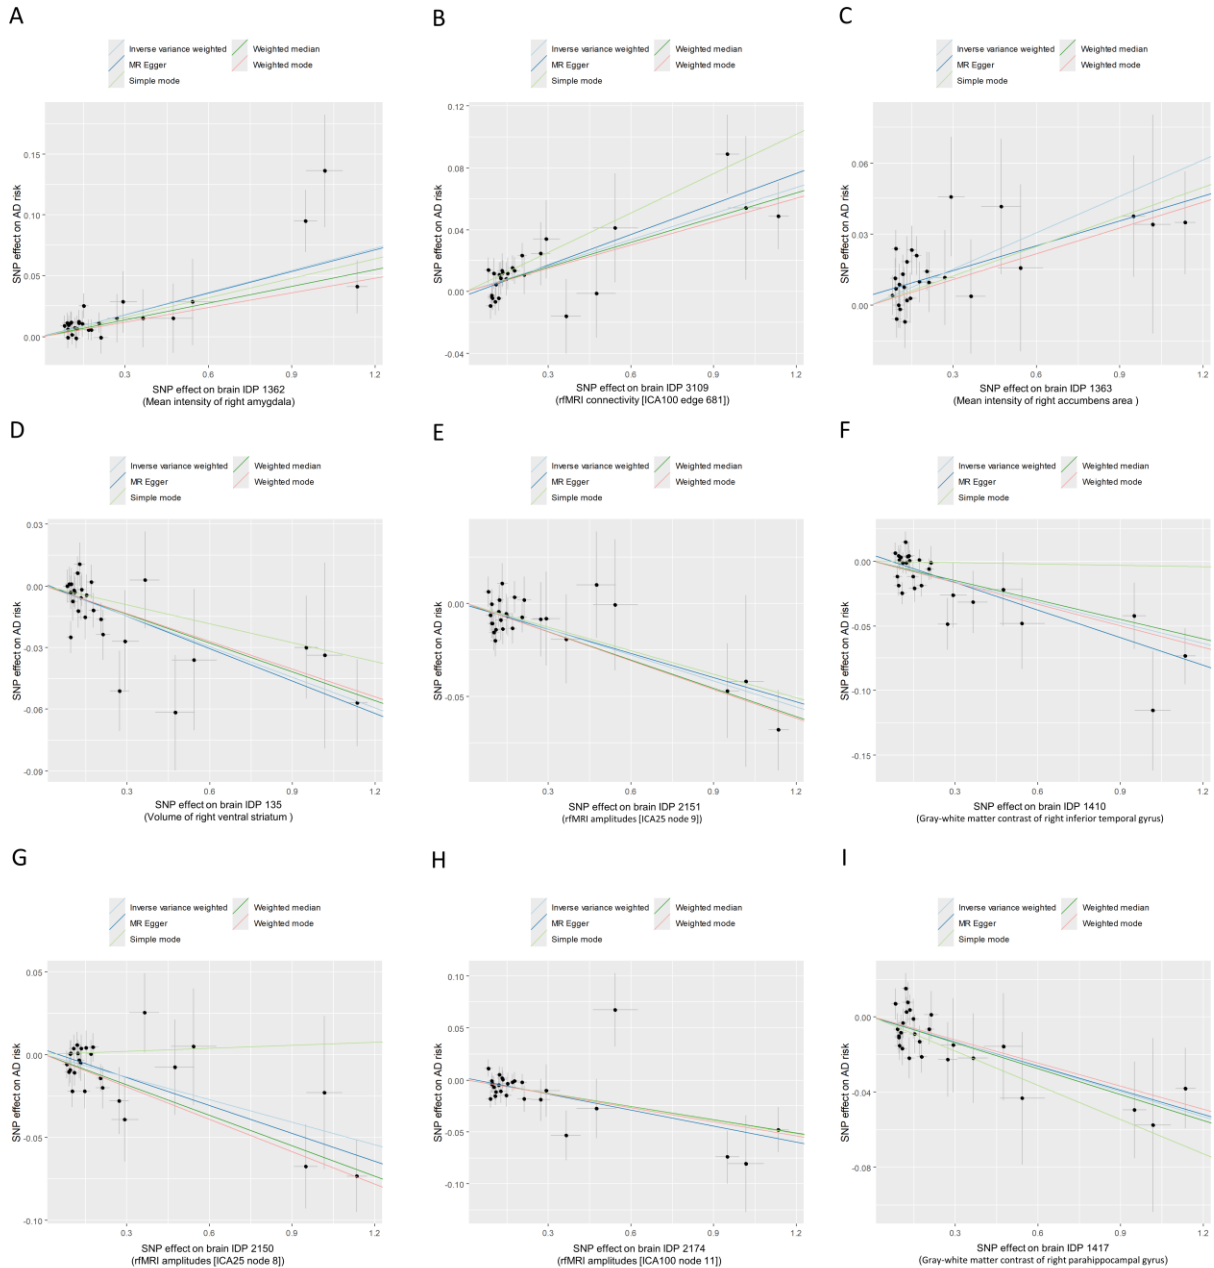 A
Inverse variance weighted
Weighted median
MR Egger
Weighted mode
Simple mode
SNP effect on AD risk
0.15
0.10
0.05
0.00
0.3
0.6
0.9
1.2
SNP effect on brain IDP 1362
(Mean intensity of right amygdala)
B
Inverse variance weighted
Weighted median
MR Egger
Weighted mode
Simple mode
SNP effect on AD risk
0.12
0.08
0.04
0.00
-0.04
0.3
0.6
0.9
1.2
SNP effect on brain IDP 3109
(rfMRI connectivity [ICA100 edge 681])
C
Inverse variance weighted
Weighted median
MR Egger
Weighted mode
Simple mode
SNP effect on AD risk
0.06
0.03
0.00
0.3
0.6
0.9
1.2
SNP effect on brain IDP 1363
(Mean intensity of right accumbens area )
D
Inverse variance weighted
Weighted median
MR Egger
Weighted mode
Simple mode
SNP effect on AD risk
0.03
0.00
-0.03
-0.06
-0.09
0.3
0.6
0.9
1.2
SNP effect on brain IDP 135
(Volume of right ventral striatum )
E
Inverse variance weighted
Weighted median
MR Egger
Weighted mode
Simple mode
SNP effect on AD risk
0.00
-0.05
0.3
0.6
0.9
1.2
SNP effect on brain IDP 2151
(rfMRI amplitudes [ICA25 node 9])
F
Inverse variance weighted
Weighted median
MR Egger
Weighted mode
Simple mode
SNP effect on AD risk
0.00
-0.05
-0.10
-0.15
0.3
0.6
0.9
1.2
SNP effect on brain IDP 1410
(Gray-white matter contrast of right inferior temporal gyrus)
G
Inverse variance weighted
Weighted median
MR Egger
Weighted mode
Simple mode
SNP effect on AD risk
0.05
0.00
-0.05
-0.10
0.3
0.6
0.9
1.2
SNP effect on brain IDP 2150
(rfMRI amplitudes [ICA25 node 8])
H
Inverse variance weighted
Weighted median
MR Egger
Weighted mode
Simple mode
SNP effect on AD risk
0.10
0.05
0.00
-0.05
-0.10
0.3
0.6
0.9
1.2
SNP effect on brain IDP 2174
(rfMRI amplitudes [ICA100 node 11])
I
Inverse variance weighted
Weighted median
MR Egger
Weighted mode
Simple mode
SNP effect on AD risk
0.00
-0.04
-0.08
0.3
0.6
0.9
1.2
SNP effect on brain IDP 1417
(Gray-white matter contrast of right parahippocampal gyrus)